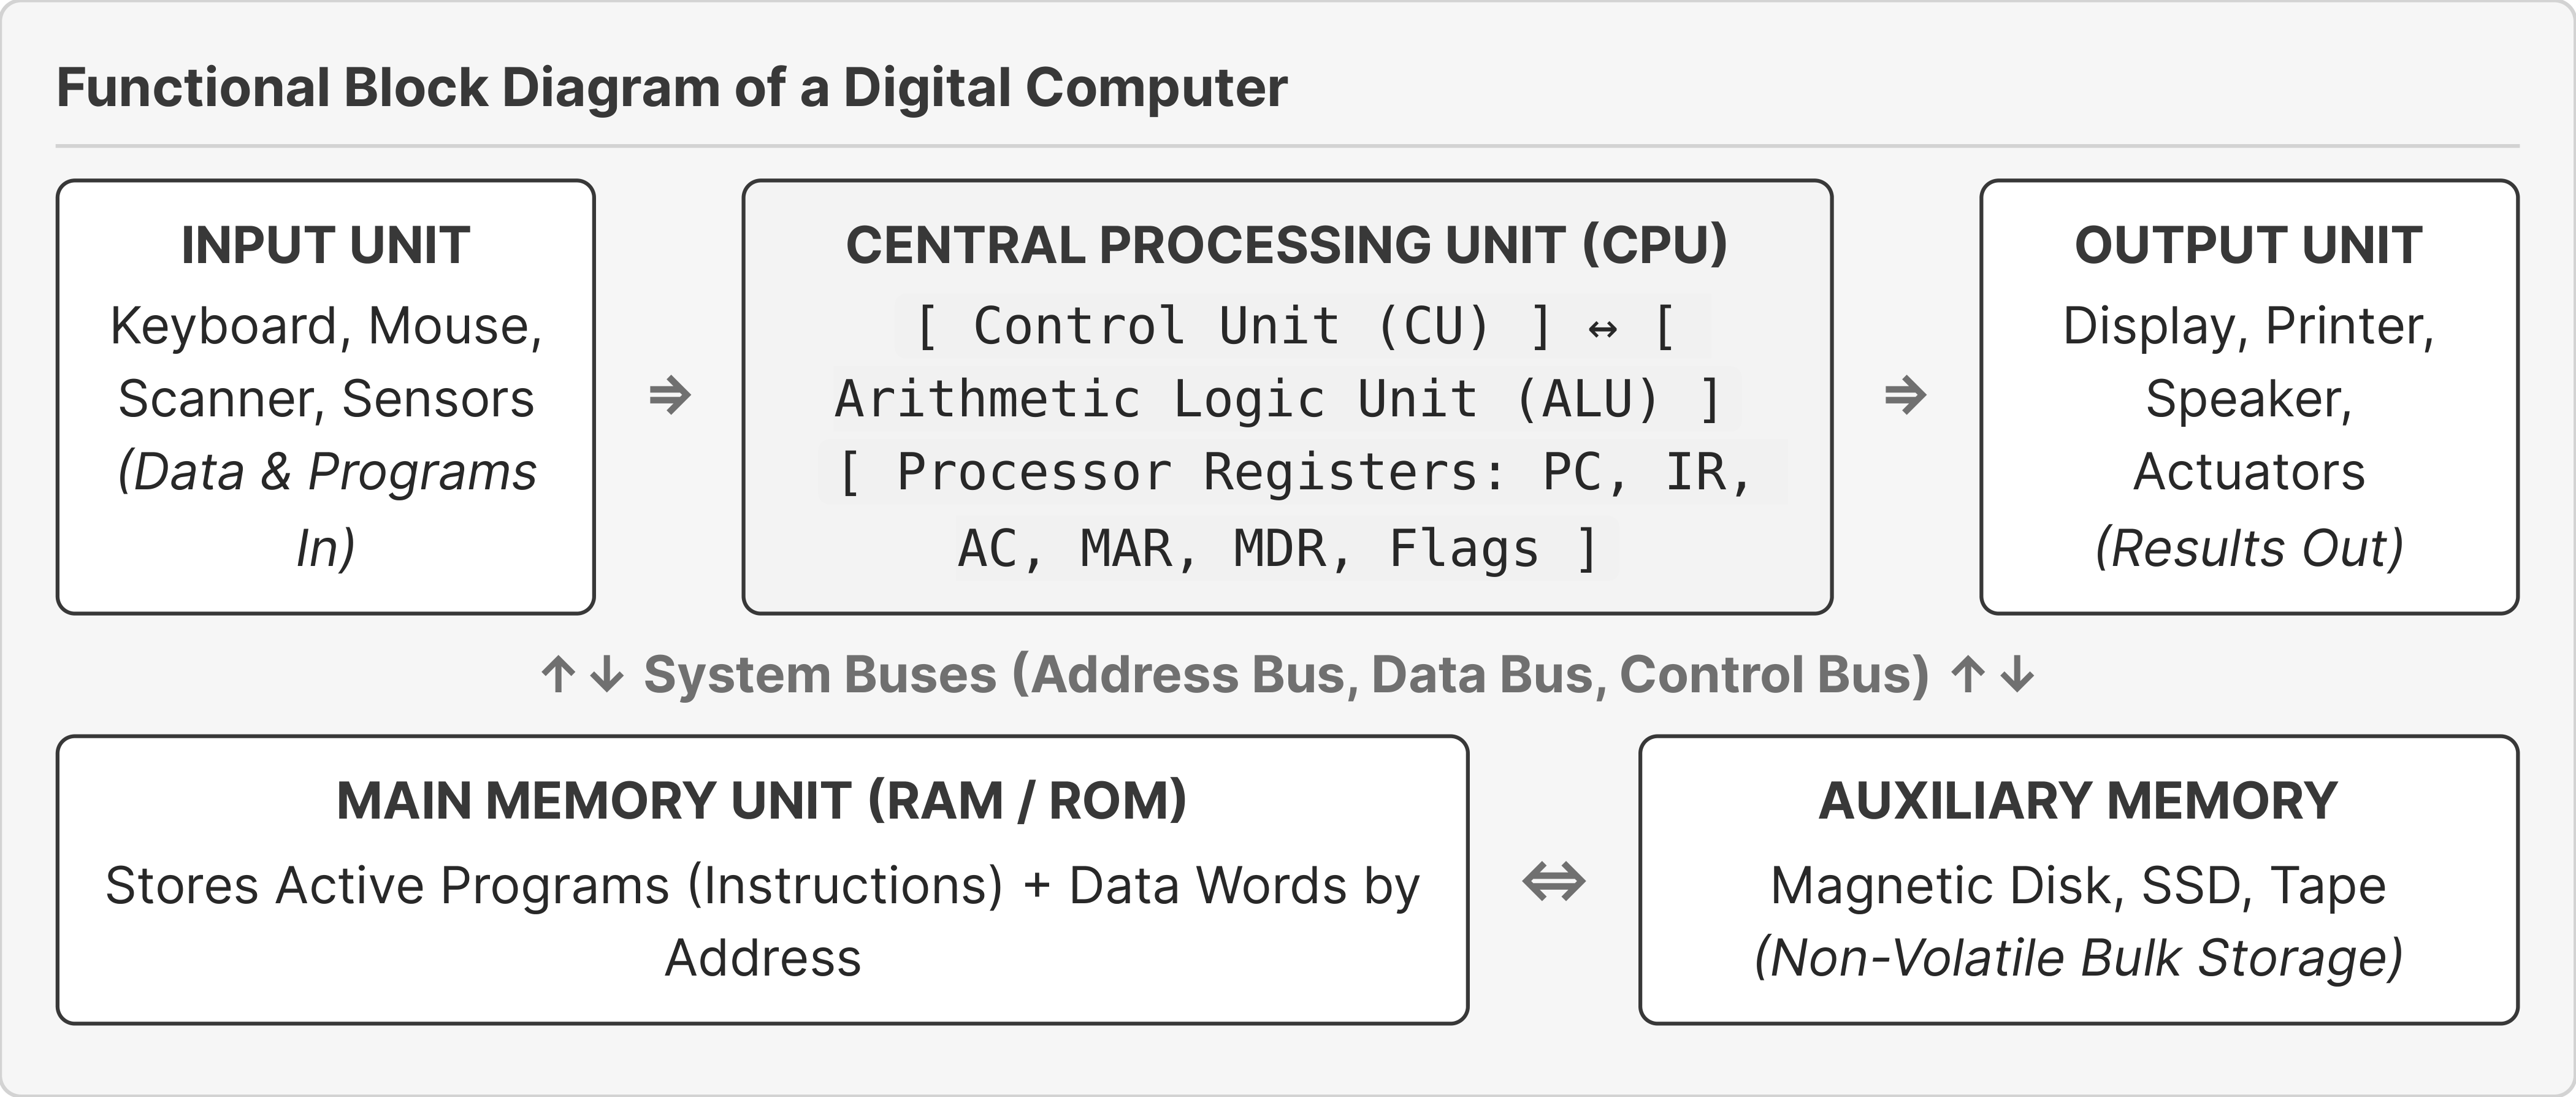 Functional Block Diagram of a Digital Computer
INPUT UNIT
Keyboard, Mouse,
Scanner, Sensors
(Data & Programs
In)
⇒
CENTRAL PROCESSING UNIT (CPU)
[ Control Unit (CU) ] ↔ [
Arithmetic Logic Unit (ALU) ]
[ Processor Registers: PC, IR,
AC, MAR, MDR, Flags ]
⇒
OUTPUT UNIT
Display, Printer,
Speaker,
Actuators
(Results Out)
↑↓ System Buses (Address Bus, Data Bus, Control Bus) ↑↓
MAIN MEMORY UNIT (RAM / ROM)
Stores Active Programs (Instructions) + Data Words by
Address
⇔
AUXILIARY MEMORY
Magnetic Disk, SSD, Tape
(Non-Volatile Bulk Storage)